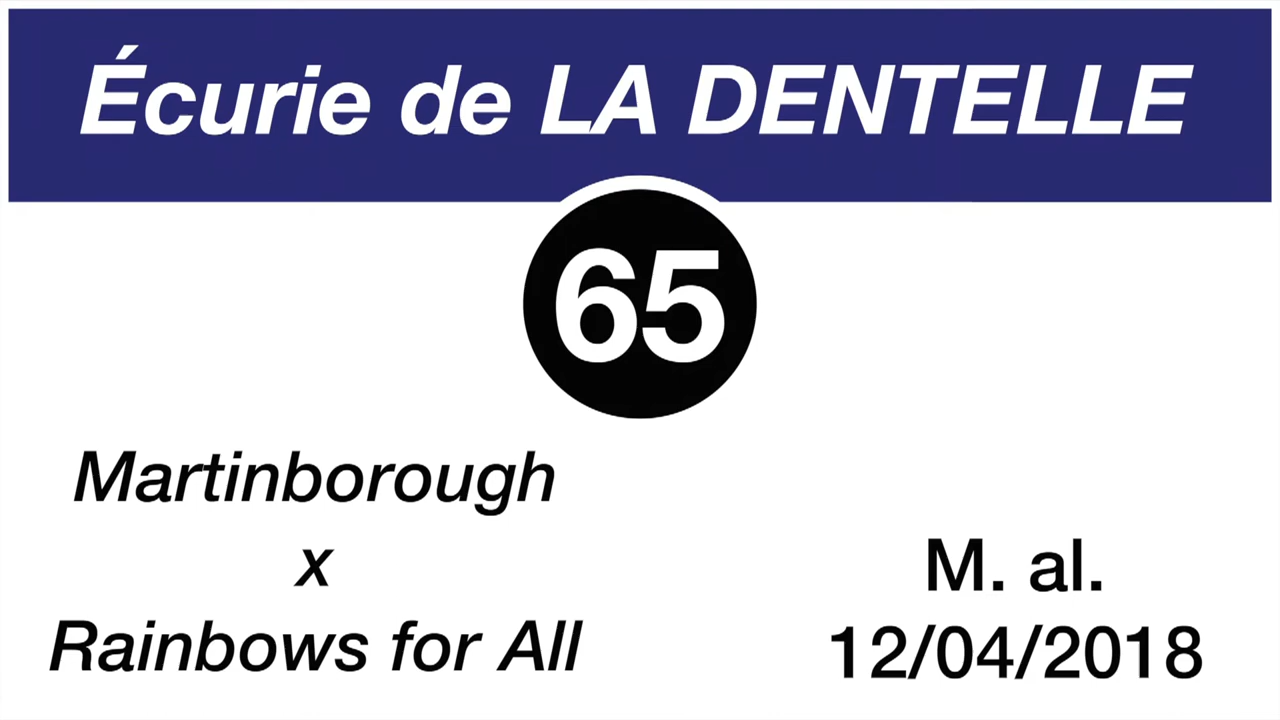 Écurie de LA DENTELLE
65
Martinborough
x
Rainbows for All
M. al.
12/04/2018